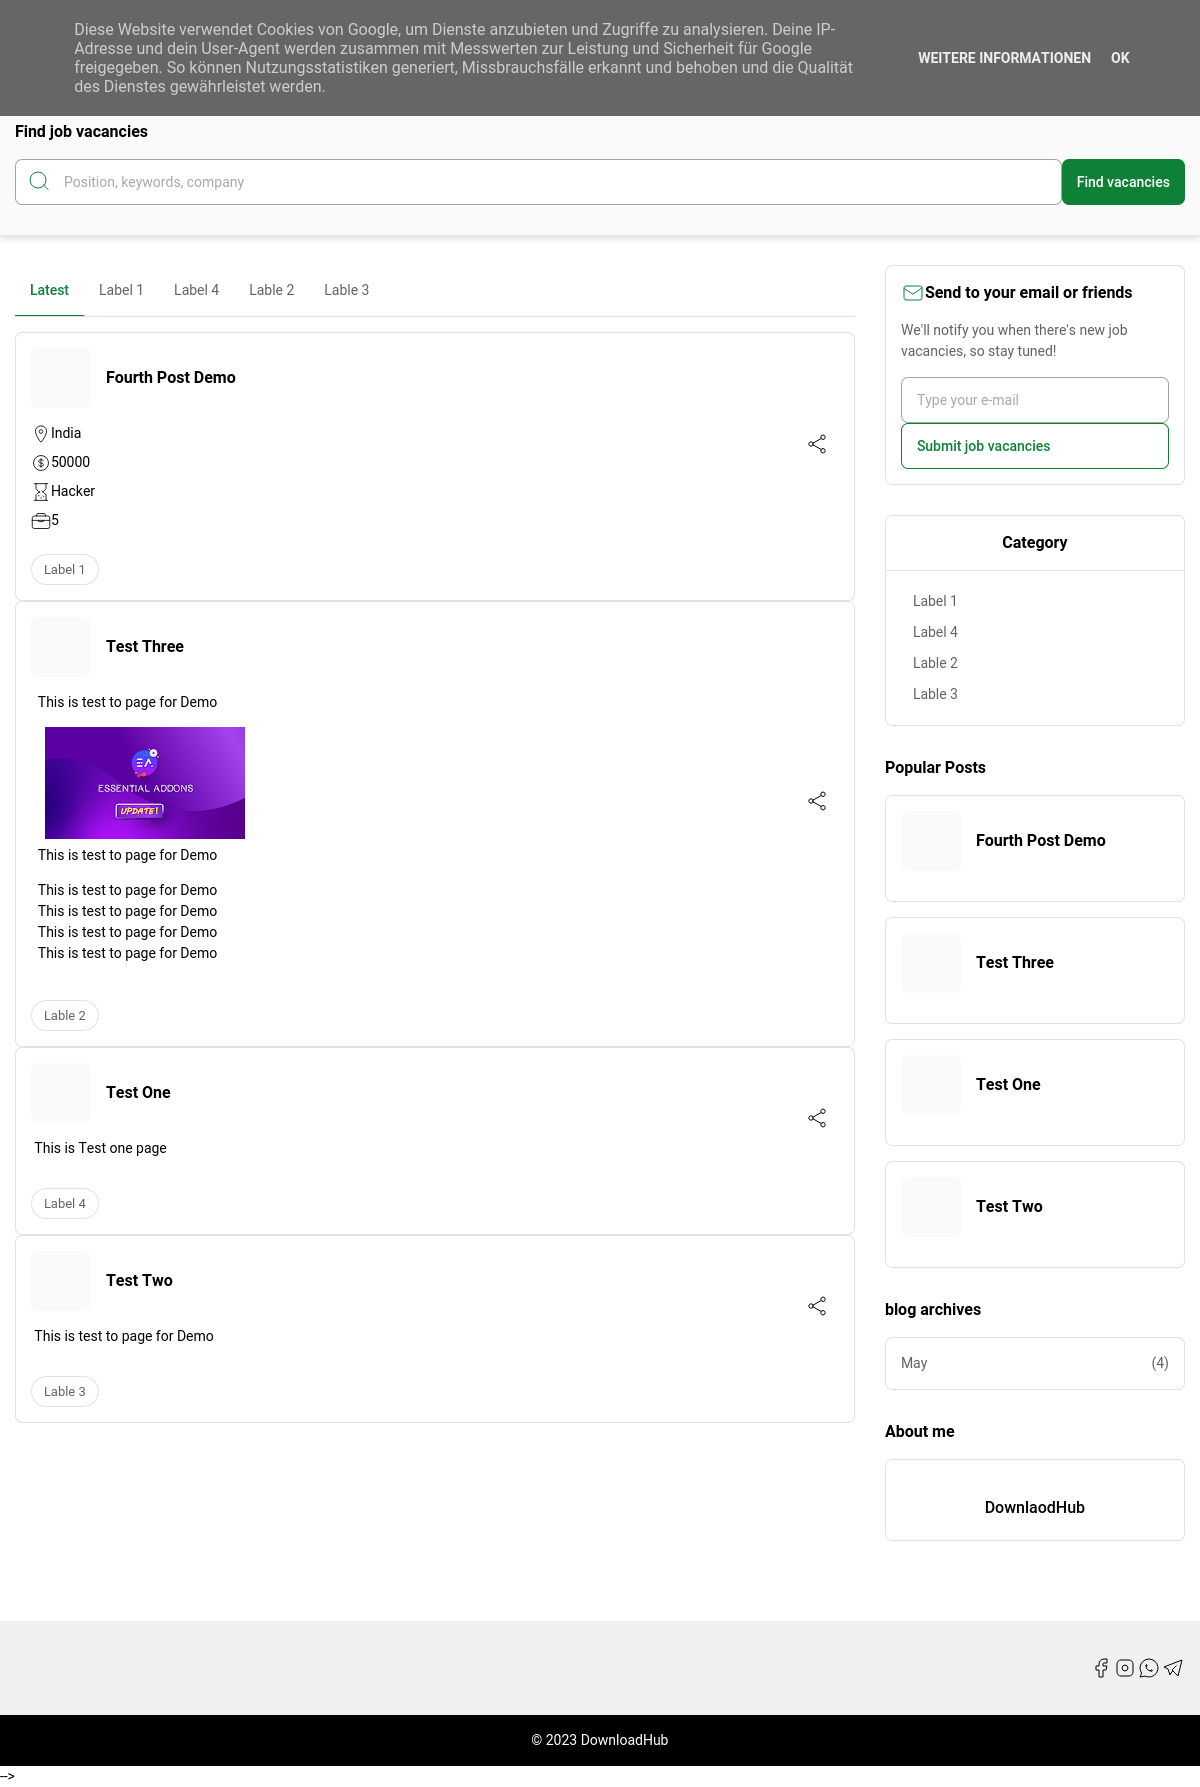 Diese Website verwendet Cookies von Google, um Dienste anzubieten und Zugriffe zu analysieren. Deine IP-
Adresse und dein User-Agent werden zusammen mit Messwerten zur Leistung und Sicherheit für Google
freigegeben. So können Nutzungsstatistiken generiert, Missbrauchsfälle erkannt und behoben und die Qualität
des Dienstes gewährleistet werden.
WEITERE INFORMATIONEN OK
Find job vacancies
Position, keywords, company
Find vacancies
Latest Label 1 Label 4 Lable 2 Lable 3
Fourth Post Demo
India
50000
Hacker
5
Label 1
Test Three
This is test to page for Demo
ESSENTIAL ADDONS
UPDATE!
This is test to page for Demo
This is test to page for Demo
This is test to page for Demo
This is test to page for Demo
This is test to page for Demo
Lable 2
Test One
This is Test one page
Label 4
Test Two
This is test to page for Demo
Lable 3
Send to your email or friends
We'll notify you when there's new job
vacancies, so stay tuned!
Type your e-mail
Submit job vacancies
Category
Label 1
Label 4
Lable 2
Lable 3
Popular Posts
Fourth Post Demo
Test Three
Test One
Test Two
blog archives
May (4)
About me
DownlaodHub
© 2023 DownloadHub
-->